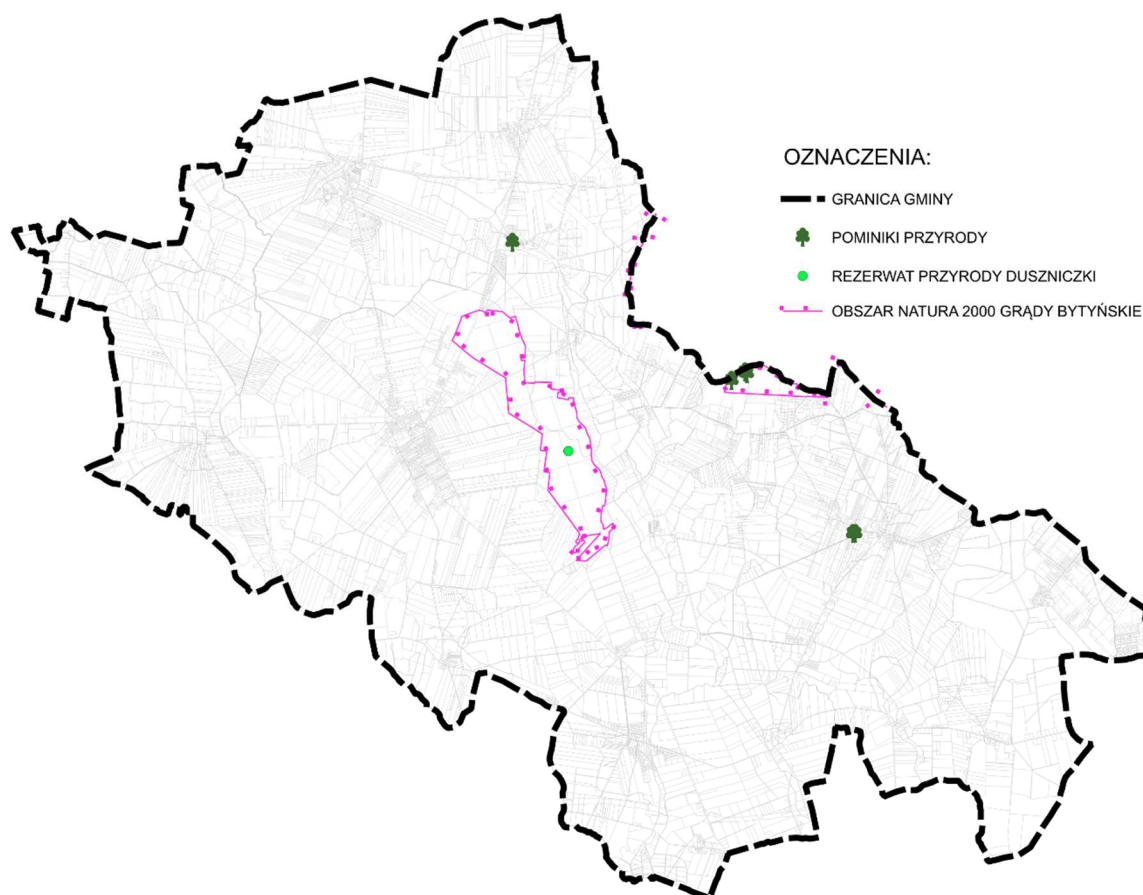 OZNACZENIA:
GRANICA GMINY
POMINIKI PRZYRODY
REZERWAT PRZYRODY DUSZNICZKI
OBSZAR NATURA 2000 GRĄDY BYTYŃSKIE